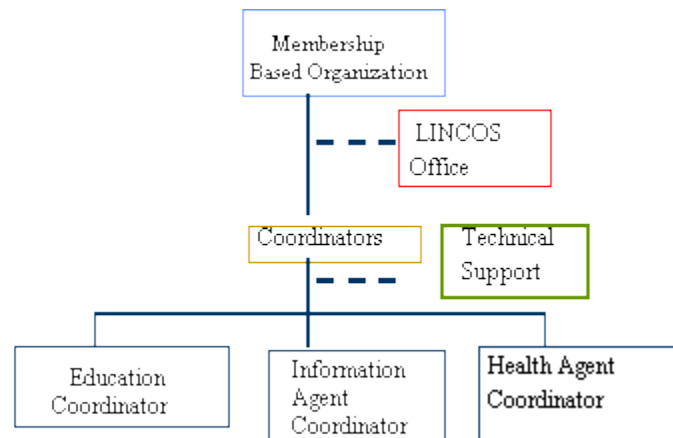 Membership
Based Organization
LINCOS
Office
Coordinators
Technical
Support
Education
Coordinator
Information
Agent
Coordinator
Health Agent
Coordinator